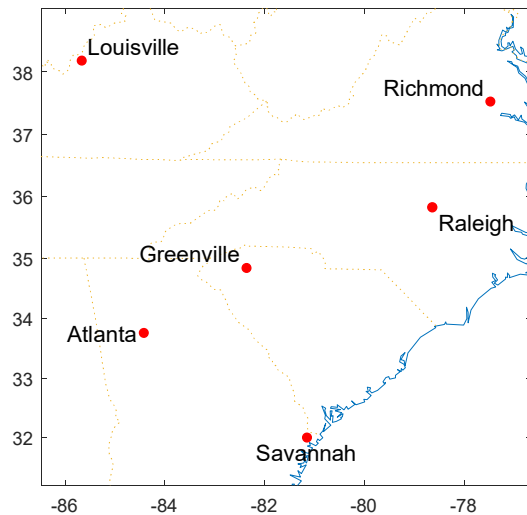 Louisville
38
Richmond
37
36
Raleigh
35
Greenville
34
Atlanta
33
32
Savannah
-86
-84
-82
-80
-78